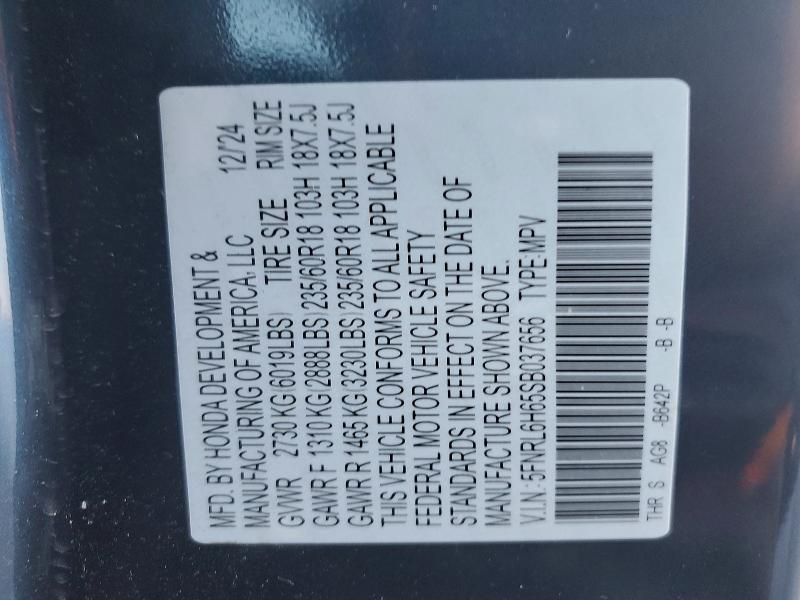 MFD. BY HONDA DEVELOPMENT &
MANUFACTURING OF AMERICA, LLC 12/24
GVWR 2730 KG(6019LBS) TIRE SIZE RIM SIZE
GAWR F 1310 KG(2888LBS)235/60R18 103H 18X7.5J
GAWR R 1465 KG(3230LBS)235/60R18 103H 18X7.5J
THIS VEHICLE CONFORMS TO ALL APPLICABLE
FEDERAL MOTOR VEHICLE SAFETY
STANDARDS IN EFFECT ON THE DATE OF
MANUFACTURE SHOWN ABOVE.
V.I.N.:5FNRL6H65SB037656 TYPE:MPV
THR S AG8 -B642P -B -B